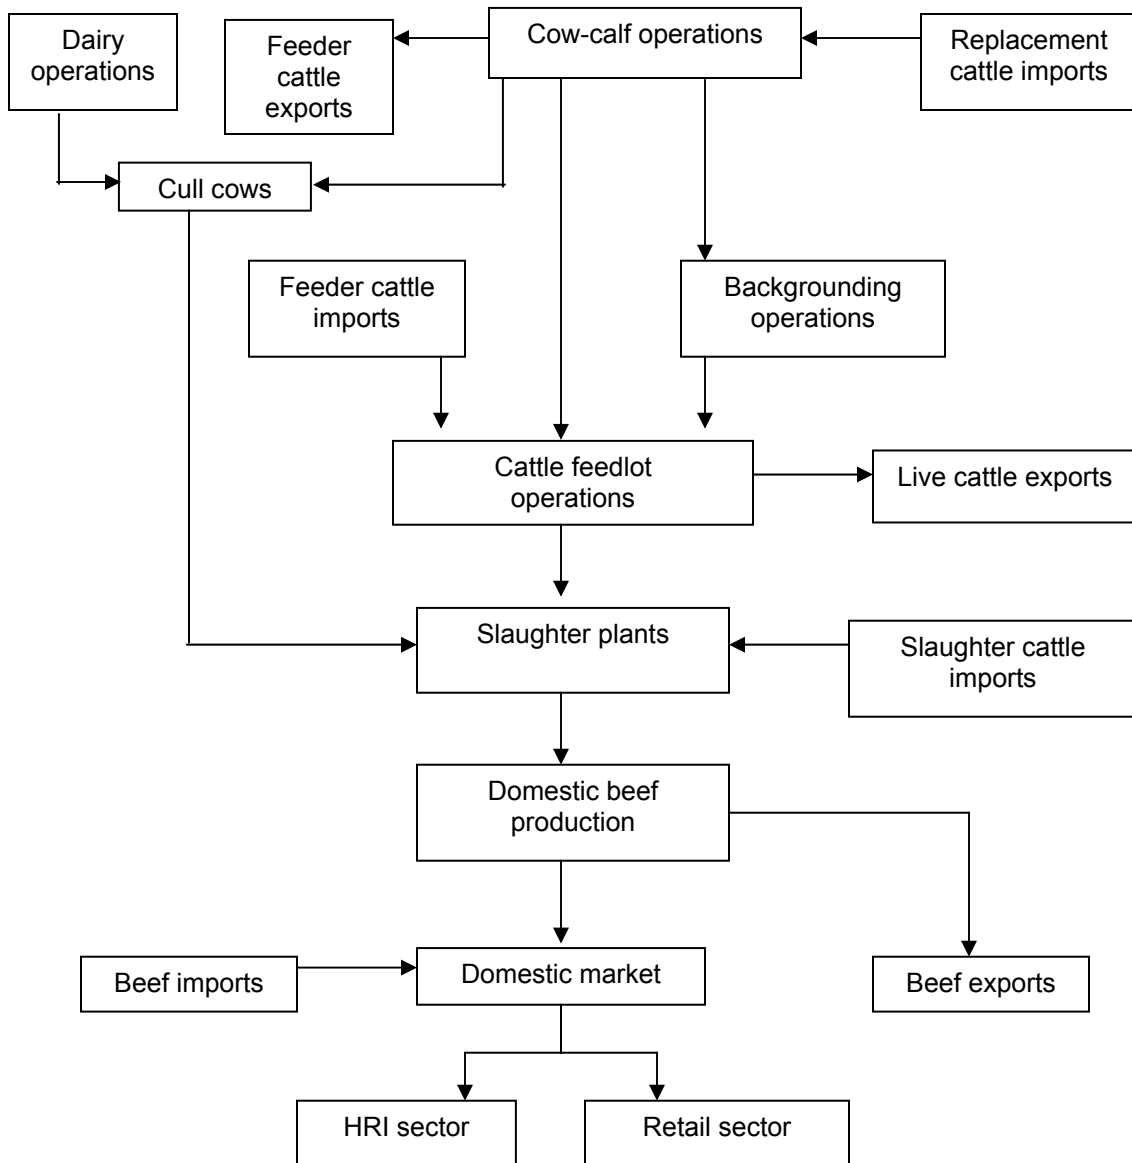 Dairy
operations
Feeder
cattle
exports
Cow-calf operations
Replacement
cattle imports
Cull cows
Feeder cattle
imports
Backgrounding
operations
Cattle feedlot
operations
Live cattle exports
Slaughter plants
Slaughter cattle
imports
Domestic beef
production
Beef imports
Domestic market
Beef exports
HRI sector
Retail sector